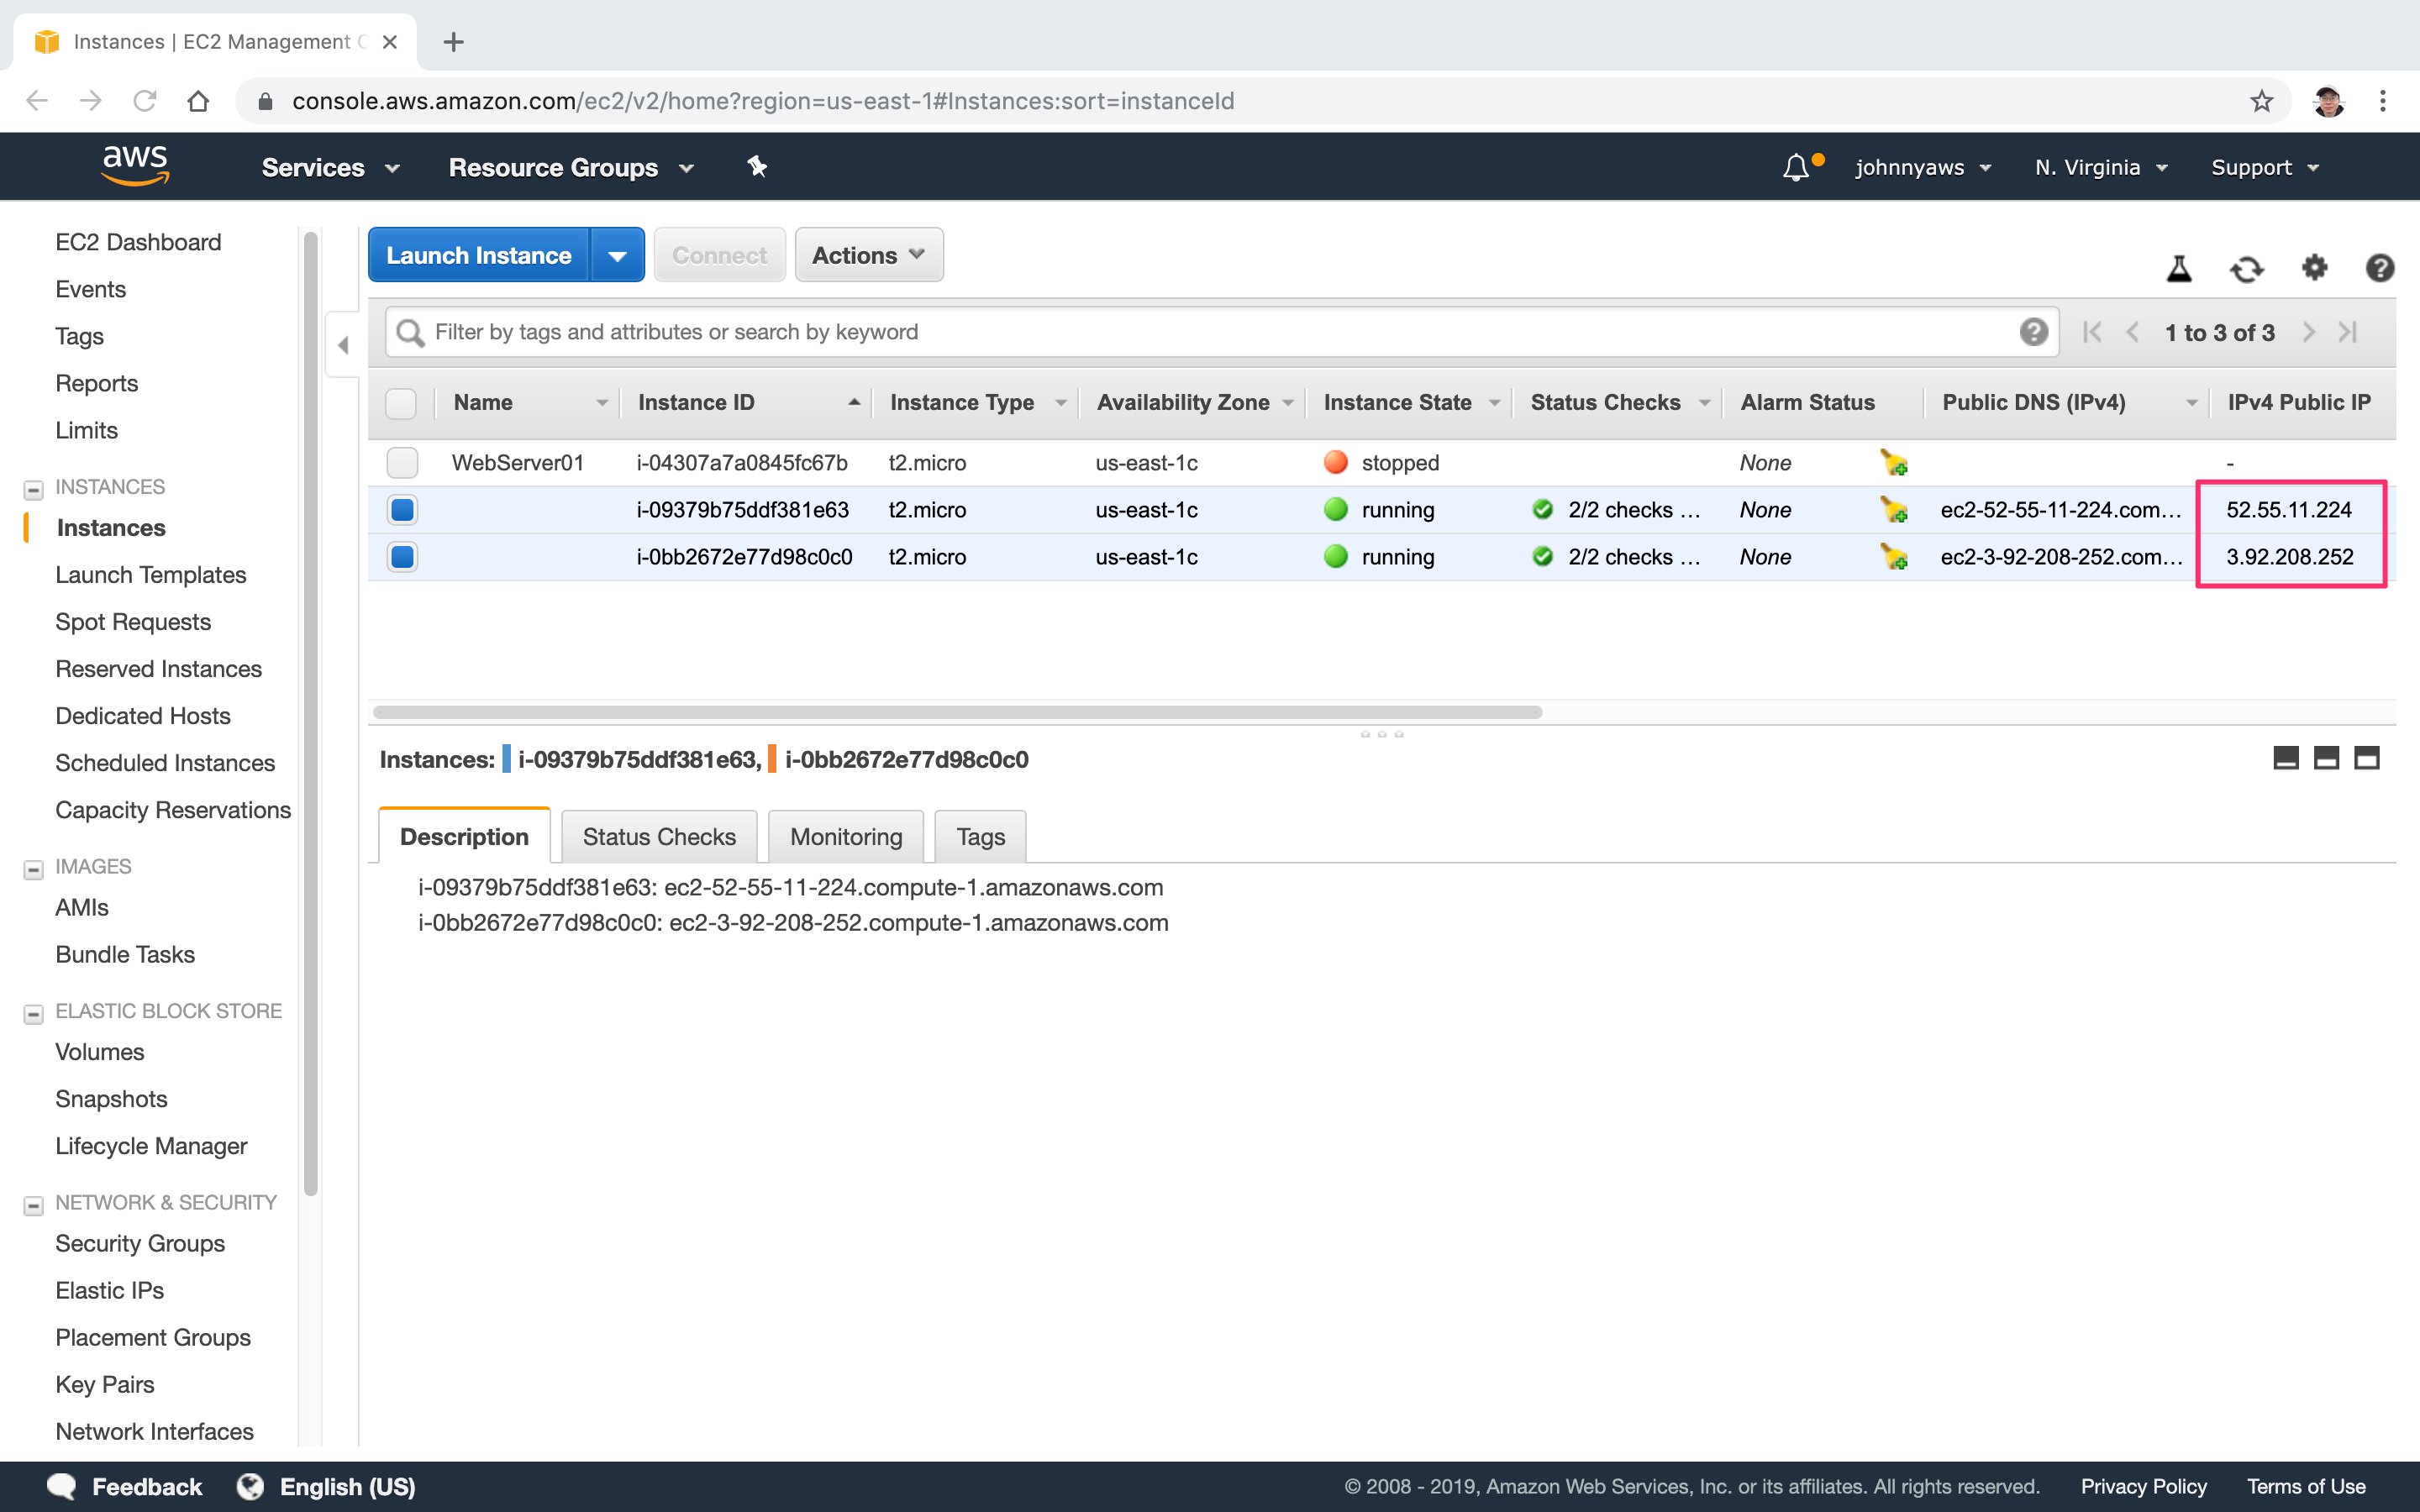 Instances | EC2 Management C
console.aws.amazon.com/ec2/v2/home?region=us-east-1#Instances:sort=instanceId
aws Services Resource Groups johnnyaws N. Virginia Support
EC2 Dashboard
Events
Tags
Reports
Limits
INSTANCES
Instances
Launch Templates
Spot Requests
Reserved Instances
Dedicated Hosts
Scheduled Instances
Capacity Reservations
IMAGES
AMIs
Bundle Tasks
ELASTIC BLOCK STORE
Volumes
Snapshots
Lifecycle Manager
NETWORK & SECURITY
Security Groups
Elastic IPs
Placement Groups
Key Pairs
Network Interfaces
Launch Instance Connect Actions
Filter by tags and attributes or search by keyword 1 to 3 of 3
Name Instance ID Instance Type Availability Zone Instance State Status Checks Alarm Status Public DNS (IPv4) IPv4 Public IP
WebServer01 i-04307a7a0845fc67b t2.micro us-east-1c stopped None -
i-09379b75ddf381e63 t2.micro us-east-1c running 2/2 checks ... None ec2-52-55-11-224.com... 52.55.11.224
i-0bb2672e77d98c0c0 t2.micro us-east-1c running 2/2 checks ... None ec2-3-92-208-252.com... 3.92.208.252
Instances: i-09379b75ddf381e63, i-0bb2672e77d98c0c0
Description Status Checks Monitoring Tags
i-09379b75ddf381e63: ec2-52-55-11-224.compute-1.amazonaws.com
i-0bb2672e77d98c0c0: ec2-3-92-208-252.compute-1.amazonaws.com
Feedback English (US) © 2008 - 2019, Amazon Web Services, Inc. or its affiliates. All rights reserved. Privacy Policy Terms of Use